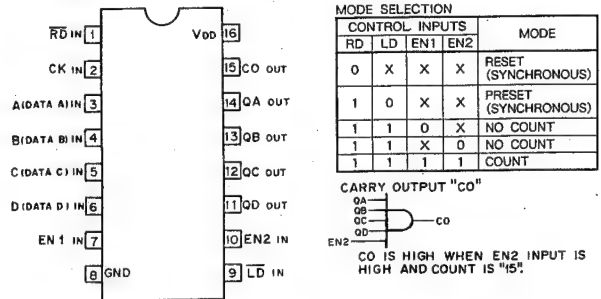 R̅D̅ IN 1
CK IN 2
A(DATA A) IN 3
B(DATA B) IN 4
C(DATA C) IN 5
D(DATA D) IN 6
EN 1 IN 7
8 GND
VDD 16
15 CO OUT
14 QA OUT
13 QB OUT
12 QC OUT
11 QD OUT
10 EN2 IN
9 L̅D̅ IN
MODE SELECTION
CONTROL INPUTS MODE
RD LD EN1 EN2
0 X X X RESET
(SYNCHRONOUS)
1 0 X X PRESET
(SYNCHRONOUS)
1 1 0 X NO COUNT
1 1 X 0 NO COUNT
1 1 1 1 COUNT
CARRY OUTPUT "CO"
QA
QB
QC
QD
EN2
CO
CO IS HIGH WHEN EN2 INPUT IS
HIGH AND COUNT IS "15".